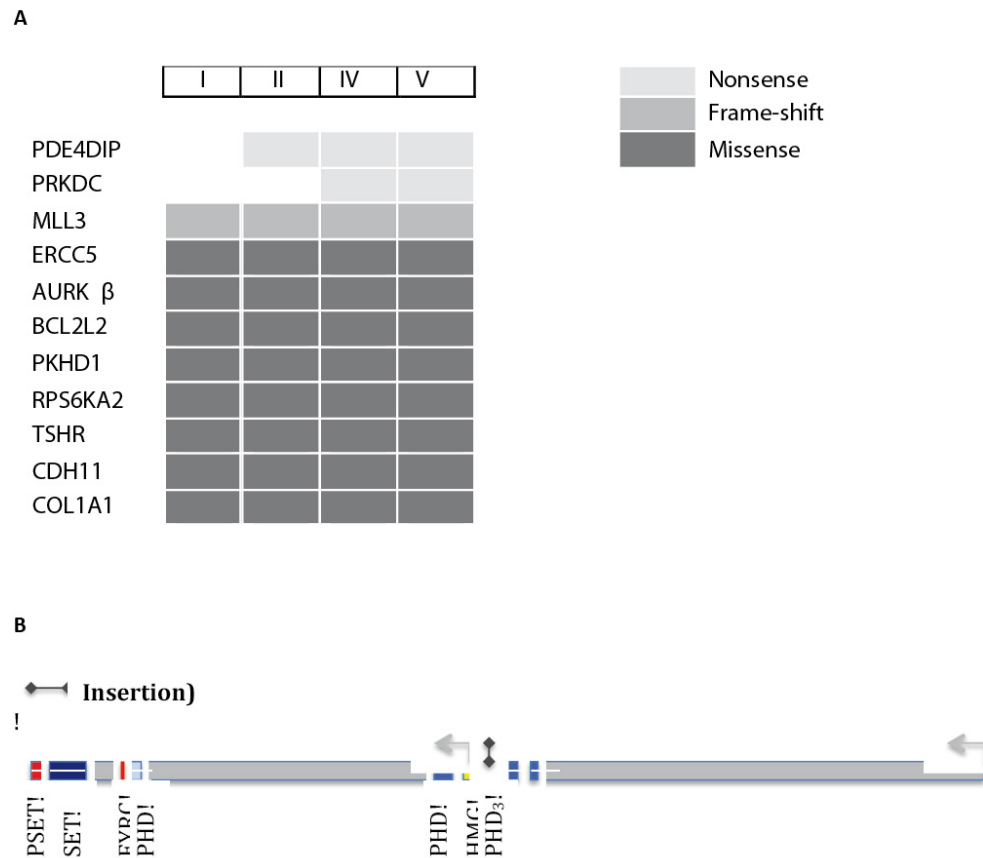 A
I II IV V
Nonsense
Frame-shift
Missense
PDE4DIP
PRKDC
MLL3
ERCC5
AURK β
BCL2L2
PKHD1
RPS6KA2
TSHR
CDH11
COL1A1
B
Insertion)
!
PSET!
SET!
PHD!
PHD!
HMG!
PHD3!